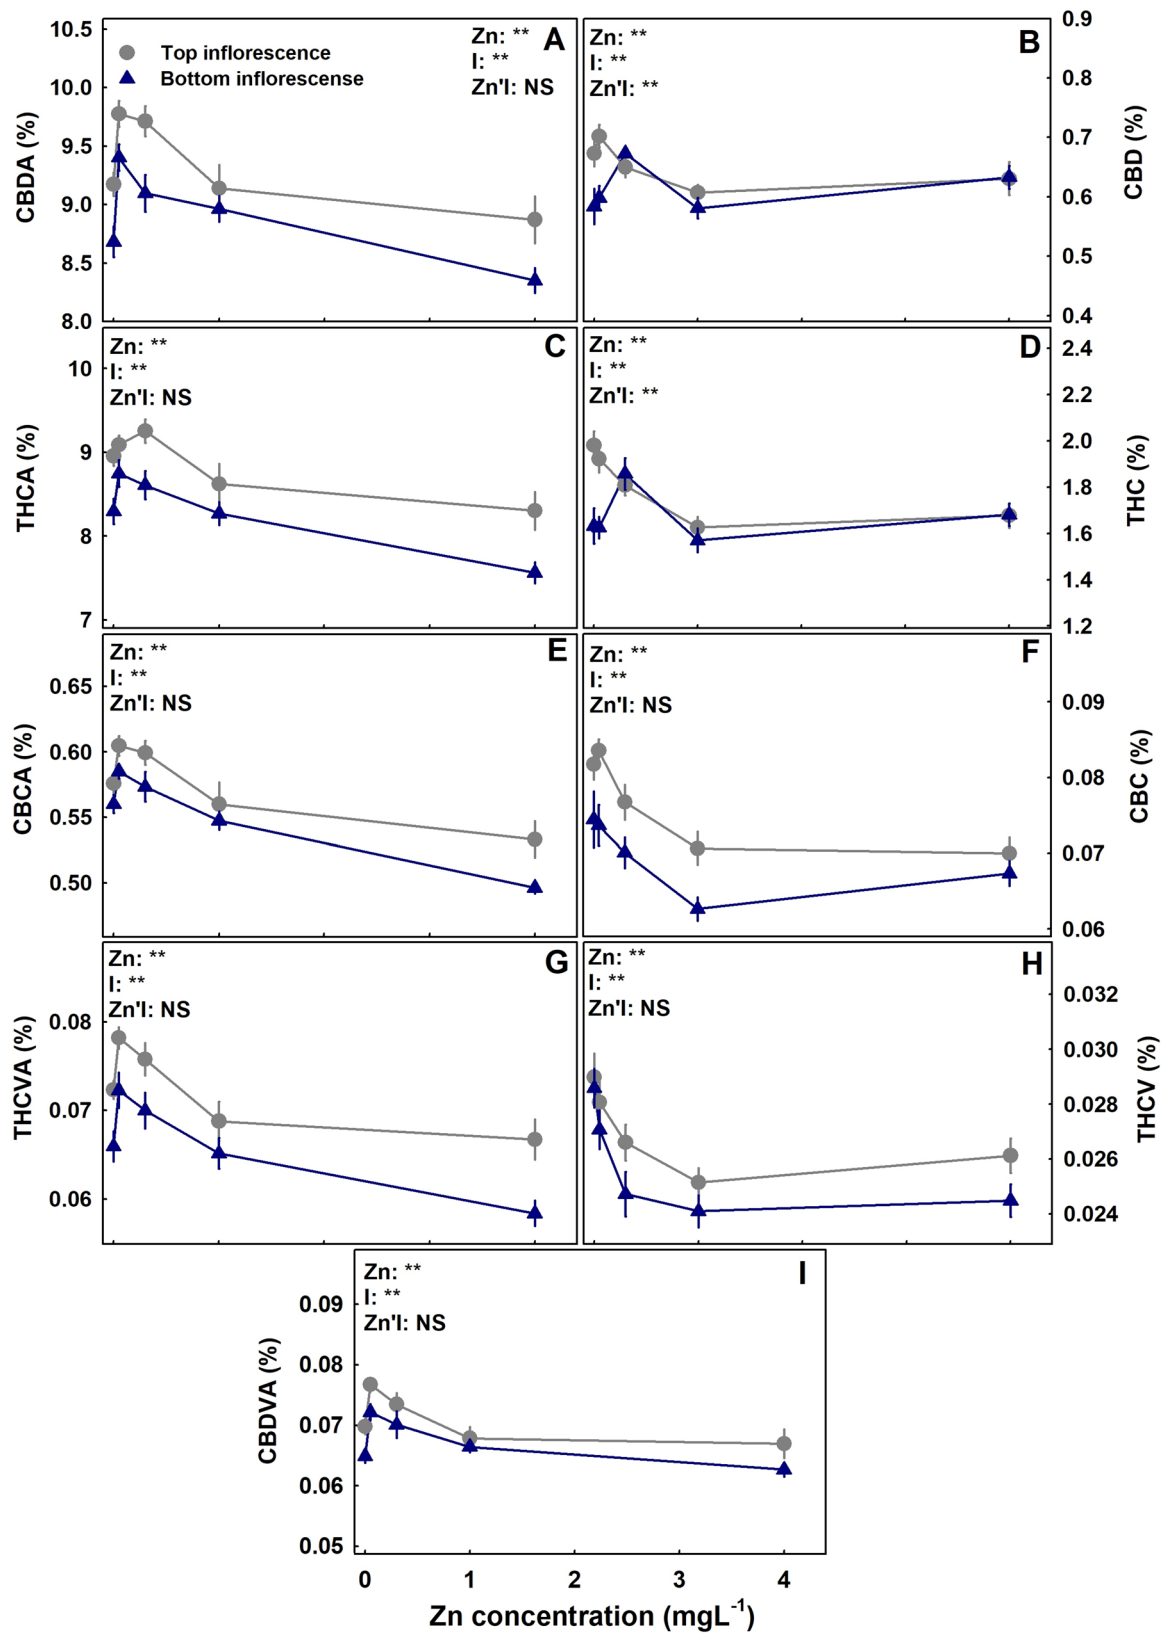 10.5
10.0
9.5
9.0
8.5
8.0
CBDA (%)
Top inflorescence
Bottom inflorescense
Zn: **
I: **
Zn'I: NS
A
Zn: **
I: **
Zn'I: **
B
0.9
0.8
0.7
0.6
0.5
0.4
CBD (%)
10
9
8
7
THCA (%)
Zn: **
I: **
Zn'I: NS
C
Zn: **
I: **
Zn'I: **
D
2.4
2.2
2.0
1.8
1.6
1.4
1.2
THC (%)
0.65
0.60
0.55
0.50
CBCA (%)
Zn: **
I: **
Zn'I: NS
E
Zn: **
I: **
Zn'I: NS
F
0.09
0.08
0.07
0.06
CBC (%)
0.08
0.07
0.06
THCVA (%)
Zn: **
I: **
Zn'I: NS
G
Zn: **
I: **
Zn'I: NS
H
0.032
0.030
0.028
0.026
0.024
THCV (%)
0.09
0.08
0.07
0.06
0.05
CBDVA (%)
Zn: **
I: **
Zn'I: NS
I
0 1 2 3 4
Zn concentration (mgL⁻¹)